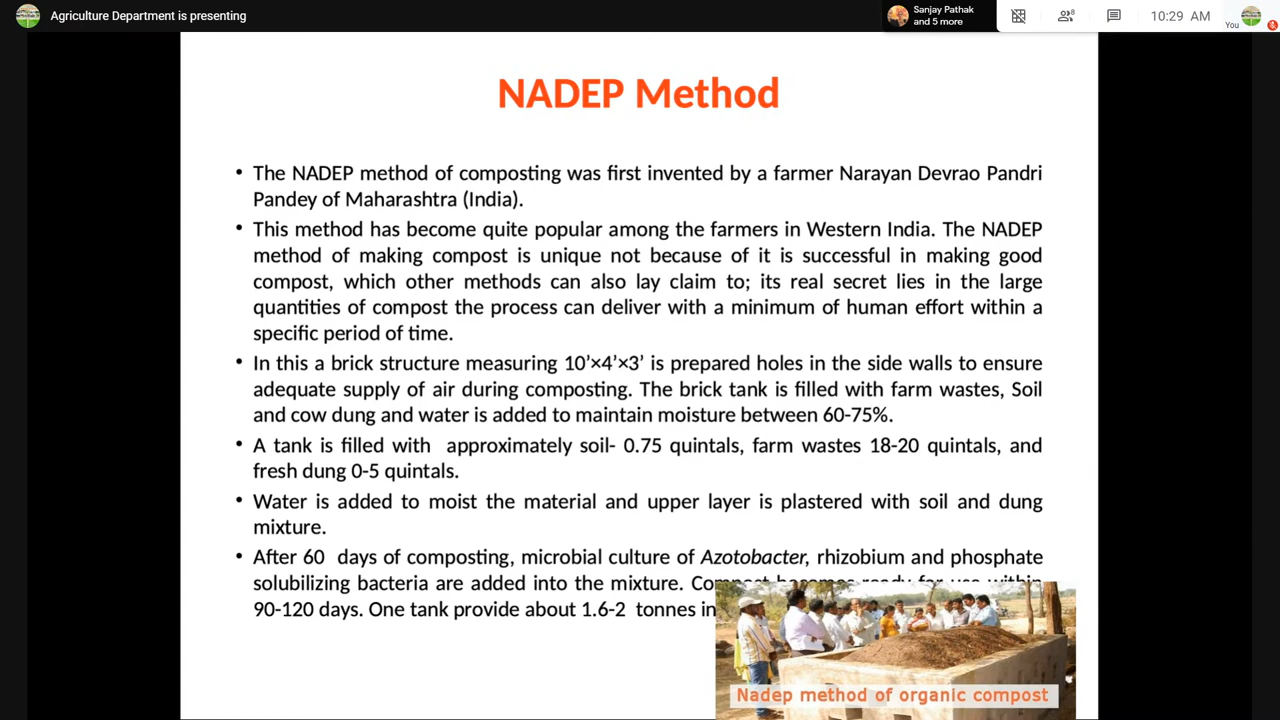 Agriculture Department is presenting
Sanjay Pathak
and 5 more
8
10:29 AM
You
NADEP Method
• The NADEP method of composting was first invented by a farmer Narayan Devrao Pandri
Pandey of Maharashtra (India).
• This method has become quite popular among the farmers in Western India. The NADEP
method of making compost is unique not because of it is successful in making good
compost, which other methods can also lay claim to; its real secret lies in the large
quantities of compost the process can deliver with a minimum of human effort within a
specific period of time.
• In this a brick structure measuring 10’×4’×3’ is prepared holes in the side walls to ensure
adequate supply of air during composting. The brick tank is filled with farm wastes, Soil
and cow dung and water is added to maintain moisture between 60-75%.
• A tank is filled with approximately soil- 0.75 quintals, farm wastes 18-20 quintals, and
fresh dung 0-5 quintals.
• Water is added to moist the material and upper layer is plastered with soil and dung
mixture.
• After 60 days of composting, microbial culture of Azotobacter, rhizobium and phosphate
solubilizing bacteria are added into the mixture. Compost becomes ready for use within
90-120 days. One tank provide about 1.6-2 tonnes in
Nadep method of organic compost